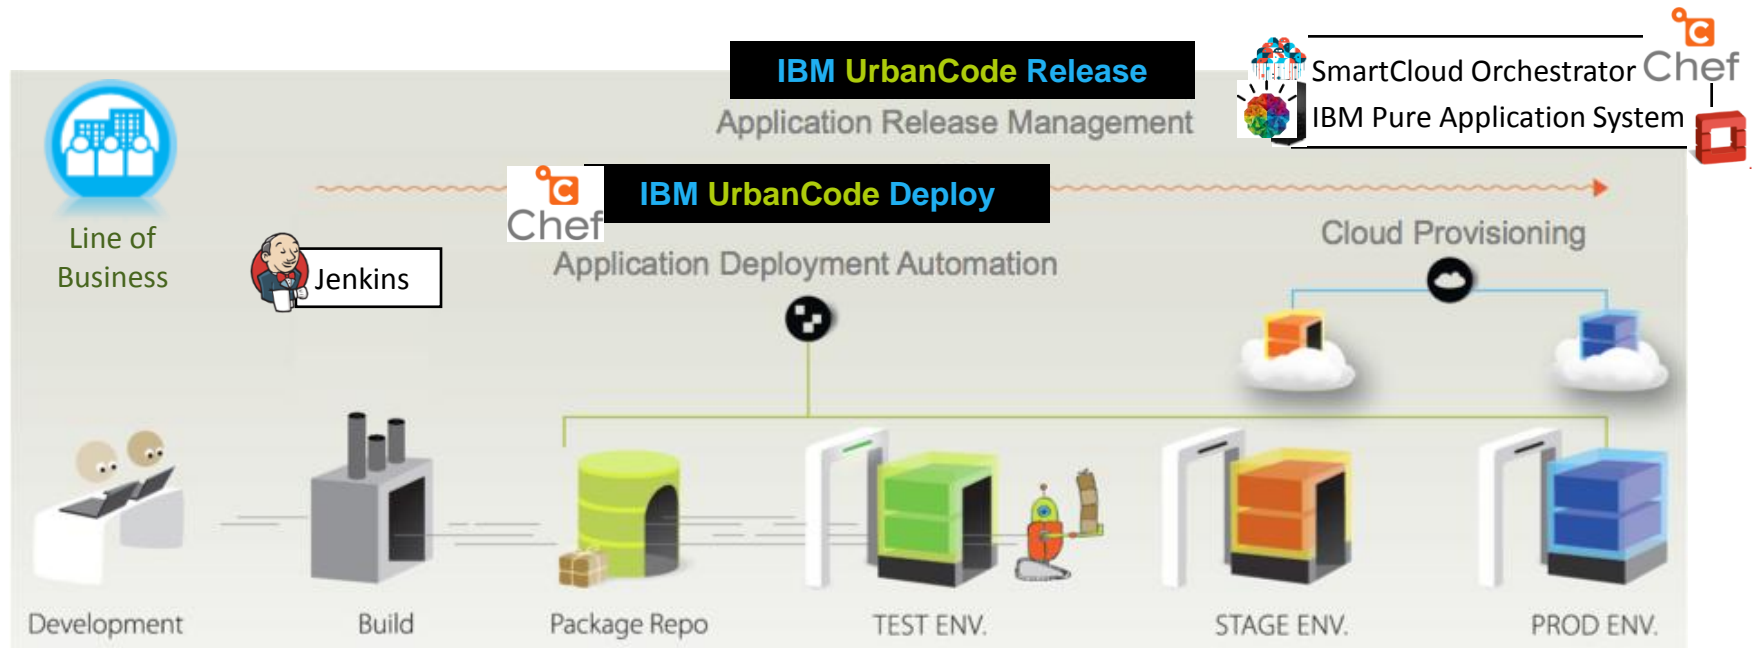 IBM UrbanCode Release
SmartCloud Orchestrator
Chef
Application Release Management
IBM Pure Application System
IBM UrbanCode Deploy
Chef
Line of
Business
Cloud Provisioning
Jenkins
Application Deployment Automation
Development
Build
Package Repo
TEST ENV.
STAGE ENV.
PROD ENV.